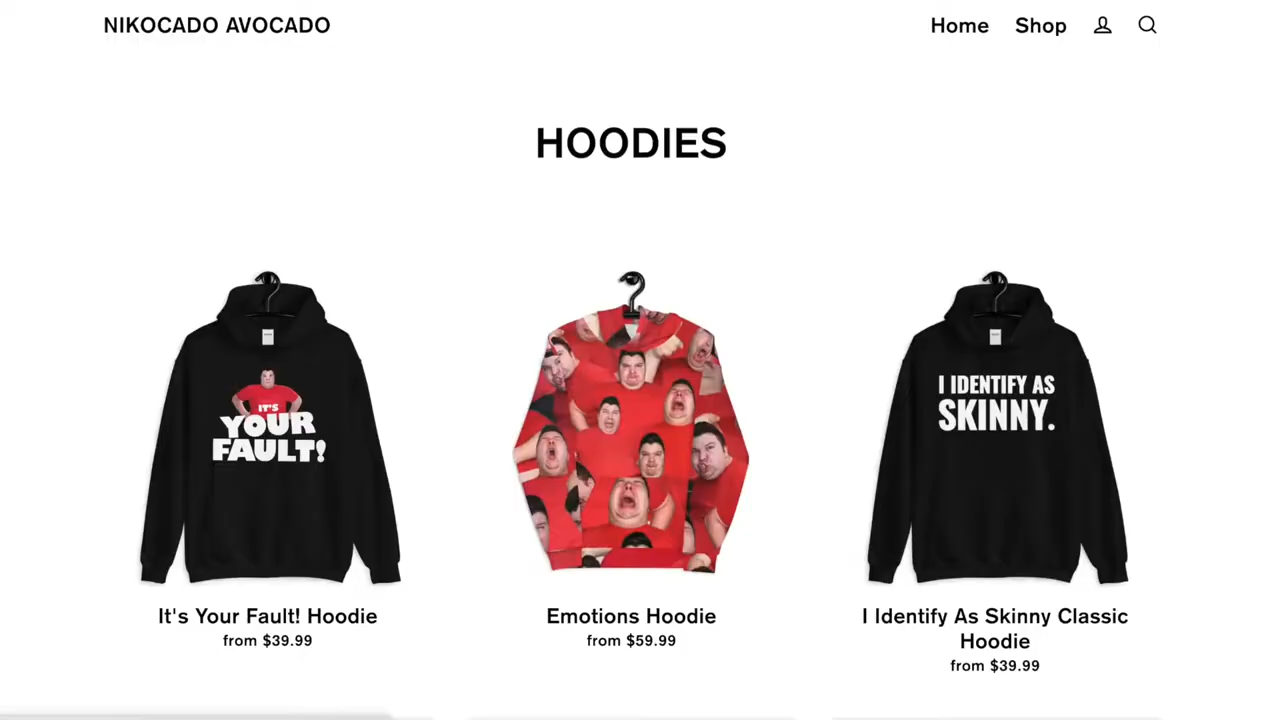 NIKOCADO AVOCADO
Home
Shop
HOODIES
IT'S
YOUR
FAULT!
I IDENTIFY AS
SKINNY.
It's Your Fault! Hoodie
from $39.99
Emotions Hoodie
from $59.99
I Identify As Skinny Classic
Hoodie
from $39.99